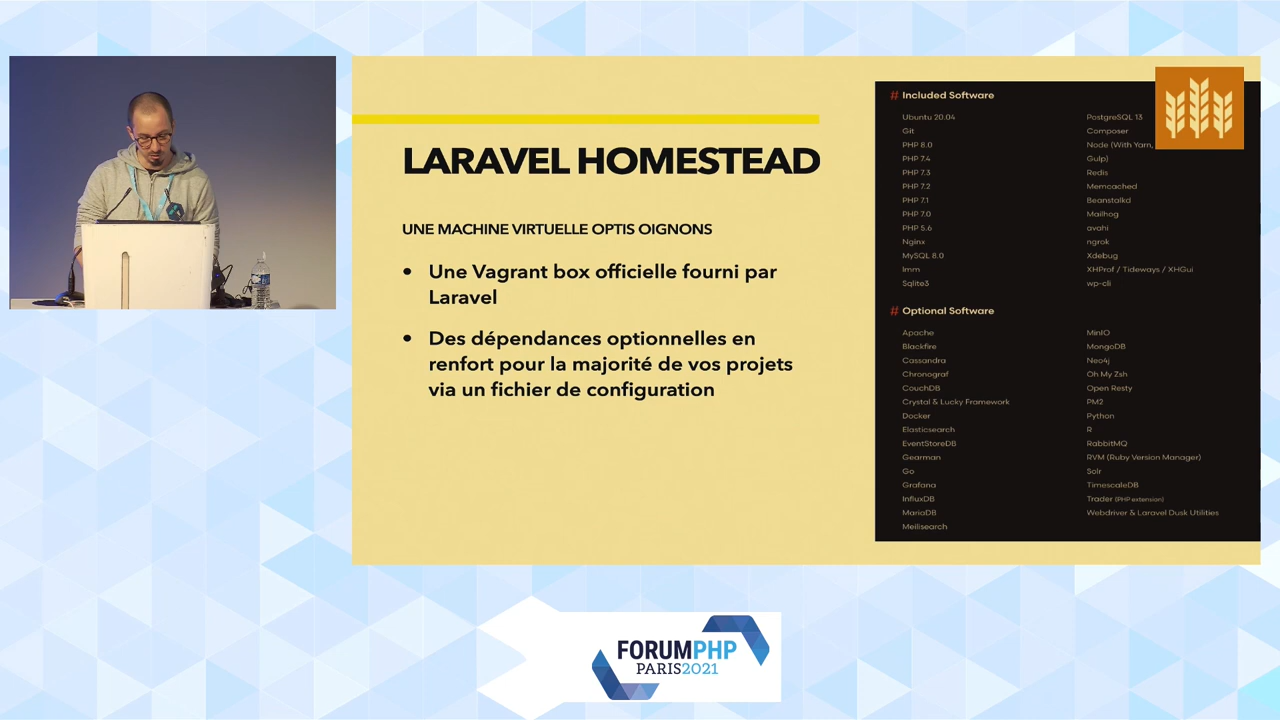 LARAVEL HOMESTEAD
UNE MACHINE VIRTUELLE OPTIS OIGNONS
• Une Vagrant box officielle fourni par
Laravel
• Des dépendances optionnelles en
renfort pour la majorité de vos projets
via un fichier de configuration
# Included Software
Ubuntu 20.04
Git
PHP 8.0
PHP 7.4
PHP 7.3
PHP 7.2
PHP 7.1
PHP 7.0
PHP 5.6
Nginx
MySQL 8.0
lmm
Sqlite3
PostgreSQL 13
Composer
Node (With Yarn,
Gulp)
Redis
Memcached
Beanstalkd
Mailhog
avahi
ngrok
Xdebug
XHProf / Tideways / XHGui
wp-cli
# Optional Software
Apache
Blackfire
Cassandra
Chronograf
CouchDB
Crystal & Lucky Framework
Docker
Elasticsearch
EventStoreDB
Gearman
Go
Grafana
InfluxDB
MariaDB
Meilisearch
MinIO
MongoDB
Neo4j
Oh My Zsh
Open Resty
PM2
Python
R
RabbitMQ
RVM (Ruby Version Manager)
Solr
TimescaleDB
Trader (PHP extension)
Webdriver & Laravel Dusk Utilities
FORUMPHP
PARIS2021